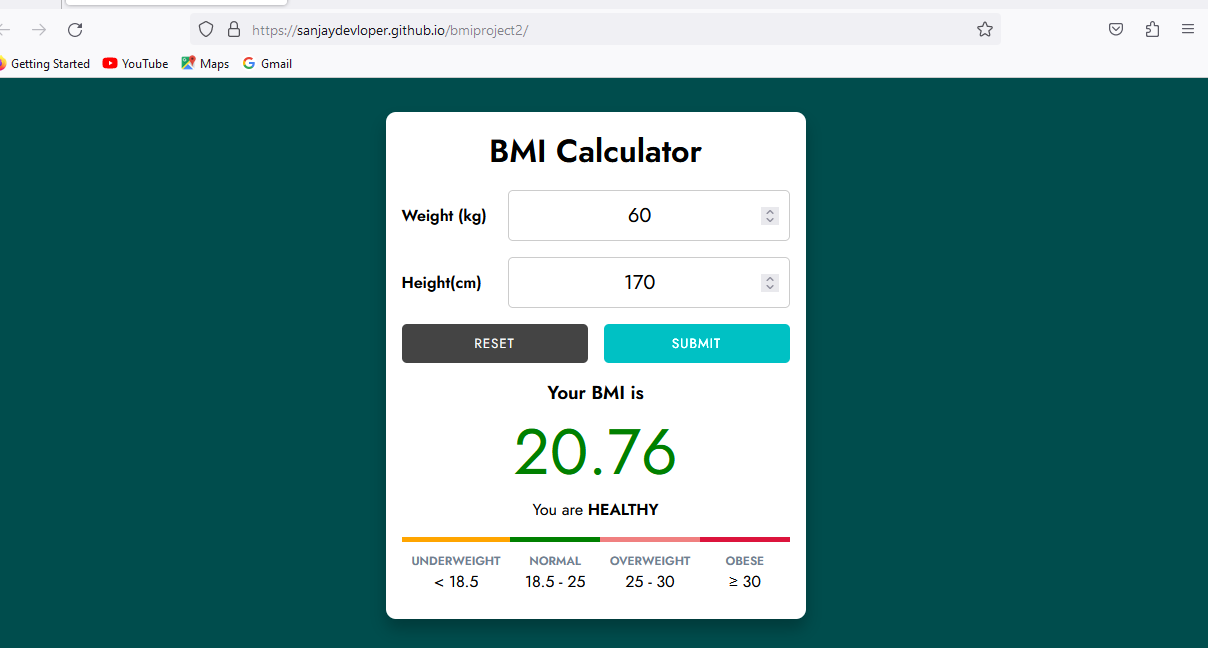 https://sanjaydevloper.github.io/bmiproject2/
Getting Started YouTube Maps Gmail
BMI Calculator
Weight (kg) 60
Height(cm) 170
RESET SUBMIT
Your BMI is
20.76
You are HEALTHY
UNDERWEIGHT NORMAL OVERWEIGHT OBESE
< 18.5 18.5 - 25 25 - 30 ≥ 30